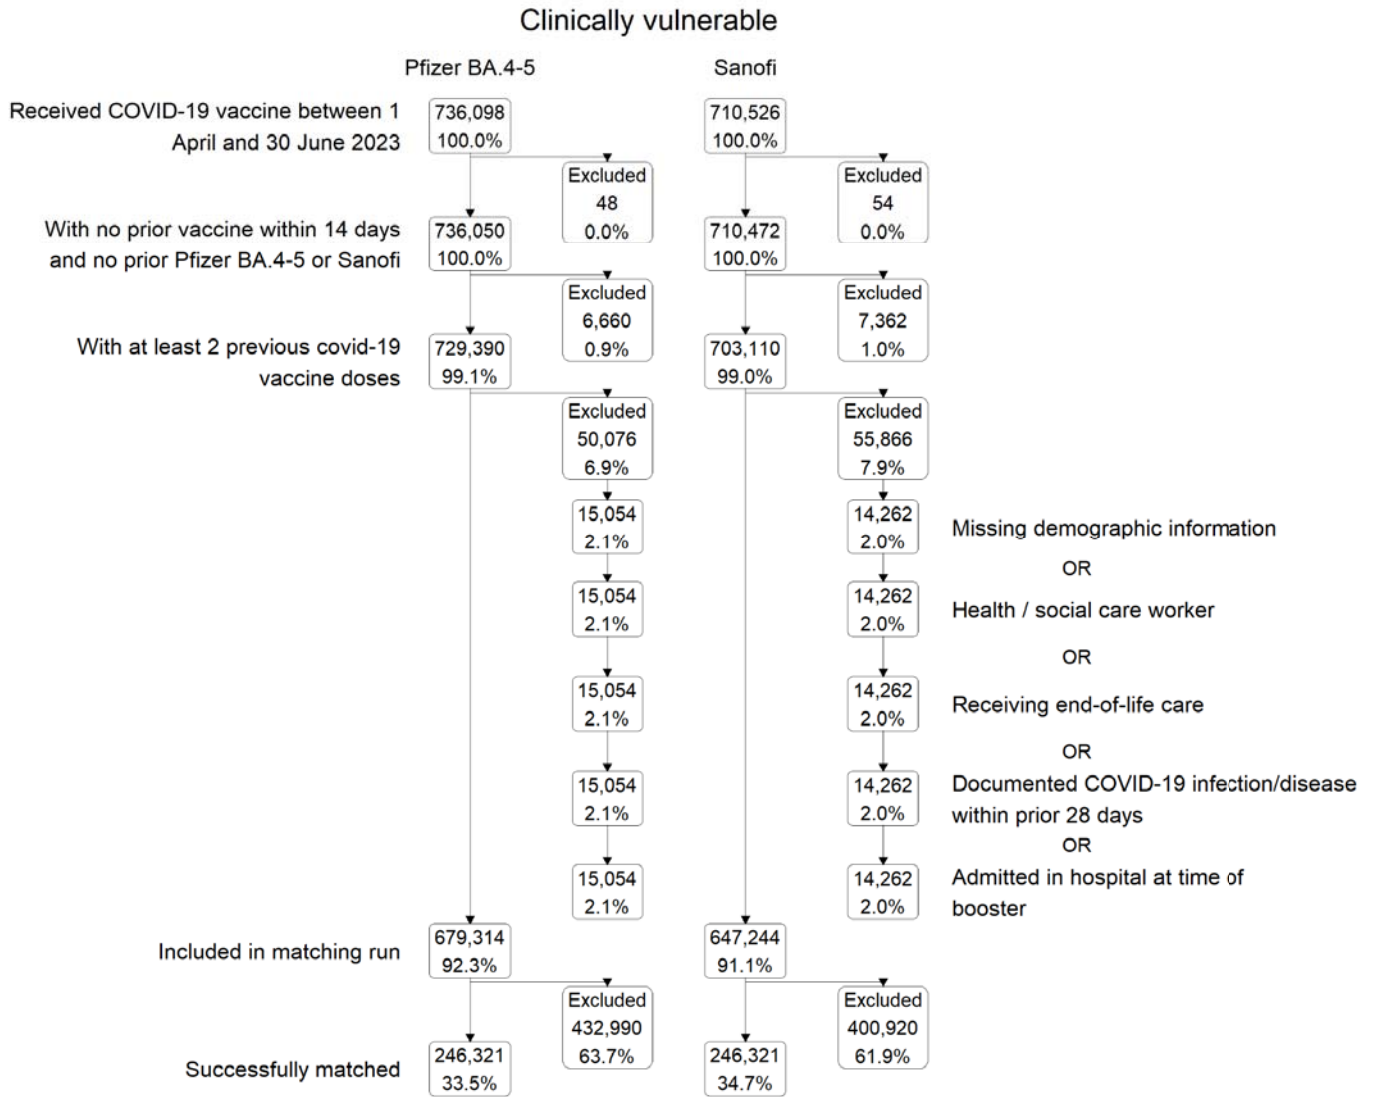 Clinically vulnerable
Pfizer BA.4-5
Sanofi
Received COVID-19 vaccine between 1
April and 30 June 2023
736,098
100.0%
710,526
100.0%
Excluded
48
0.0%
Excluded
54
0.0%
With no prior vaccine within 14 days
and no prior Pfizer BA.4-5 or Sanofi
736,050
100.0%
710,472
100.0%
Excluded
6,660
0.9%
Excluded
7,362
1.0%
With at least 2 previous covid-19
vaccine doses
729,390
99.1%
703,110
99.0%
Excluded
50,076
6.9%
Excluded
55,866
7.9%
15,054
2.1%
14,262
2.0%
Missing demographic information
OR
15,054
2.1%
14,262
2.0%
Health / social care worker
OR
15,054
2.1%
14,262
2.0%
Receiving end-of-life care
OR
15,054
2.1%
14,262
2.0%
Documented COVID-19 infection/disease
within prior 28 days
OR
15,054
2.1%
14,262
2.0%
Admitted in hospital at time of
booster
Included in matching run
679,314
92.3%
647,244
91.1%
Excluded
432,990
63.7%
Excluded
400,920
61.9%
Successfully matched
246,321
33.5%
246,321
34.7%